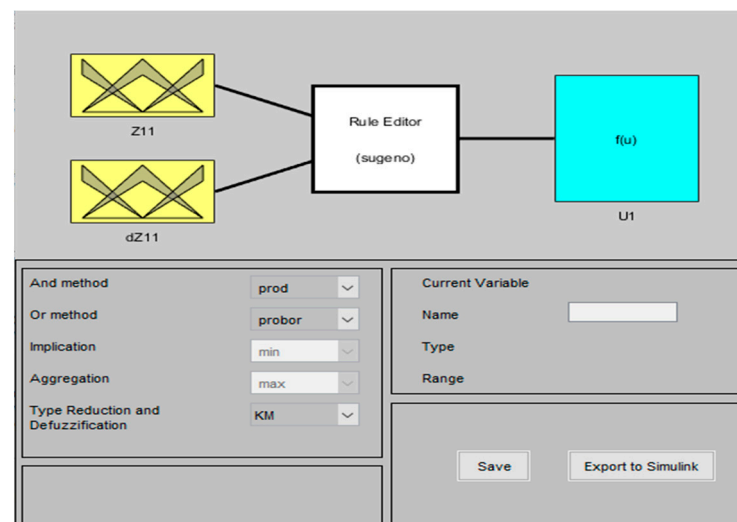 Z11
dZ11
Rule Editor
(sugeno)
f(u)
U1
And method
prod
Or method
probor
Implication
min
Aggregation
max
Type Reduction and
Defuzzification
KM
Current Variable
Name
Type
Range
Save
Export to Simulink